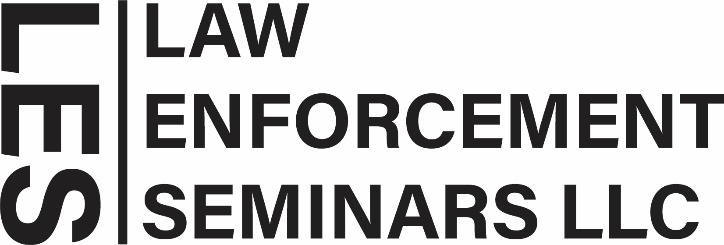 LES
LAW
ENFORCEMENT
SEMINARS LLC